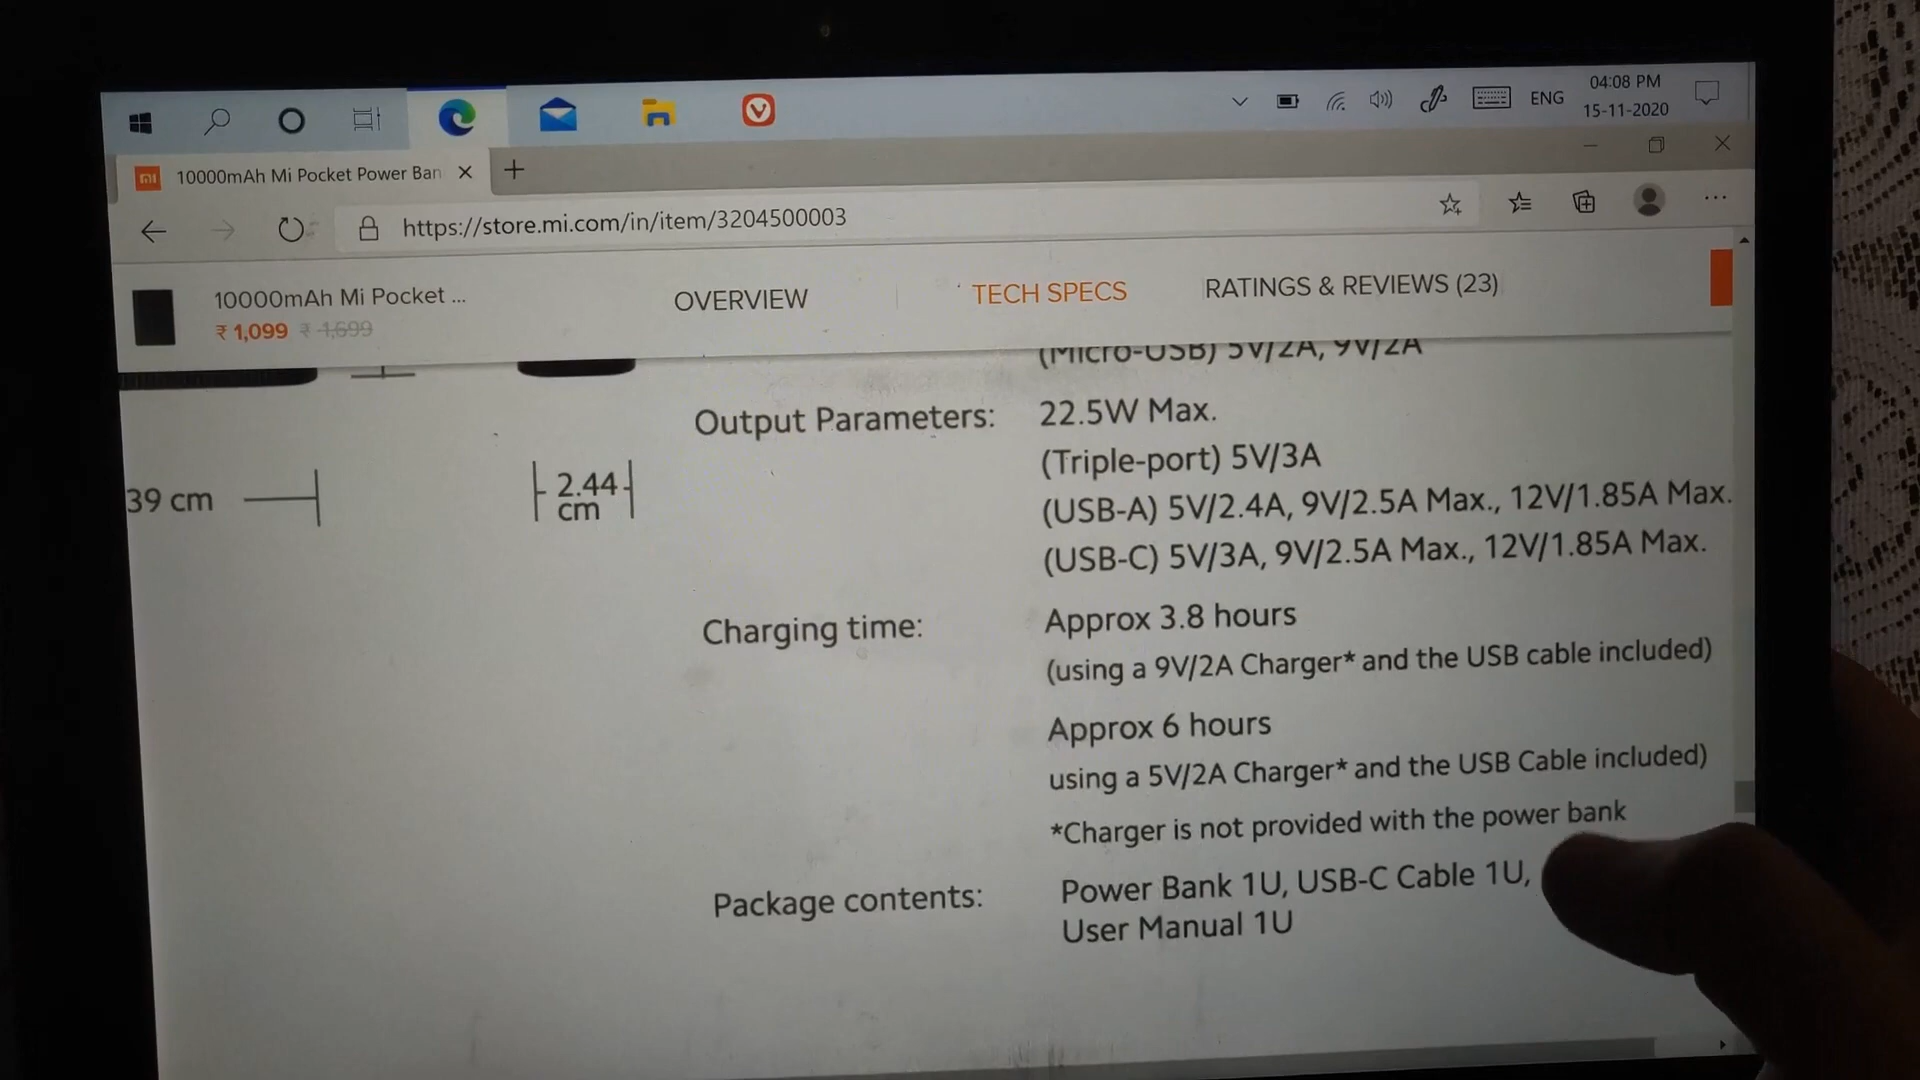 04:08 PM
ENG
15-11-2020
10000mAh Mi Pocket Power Ban
https://store.mi.com/in/item/3204500003
10000mAh Mi Pocket ...
₹ 1,099 ₹ 1,699
OVERVIEW
TECH SPECS
RATINGS & REVIEWS (23)
(Micro-USB) 5V/2A, 9V/2A
Output Parameters: 22.5W Max.
(Triple-port) 5V/3A
(USB-A) 5V/2.4A, 9V/2.5A Max., 12V/1.85A Max.
(USB-C) 5V/3A, 9V/2.5A Max., 12V/1.85A Max.
39 cm
2.44
cm
Charging time: Approx 3.8 hours
(using a 9V/2A Charger* and the USB cable included)
Approx 6 hours
using a 5V/2A Charger* and the USB Cable included)
*Charger is not provided with the power bank
Package contents: Power Bank 1U, USB-C Cable 1U,
User Manual 1U